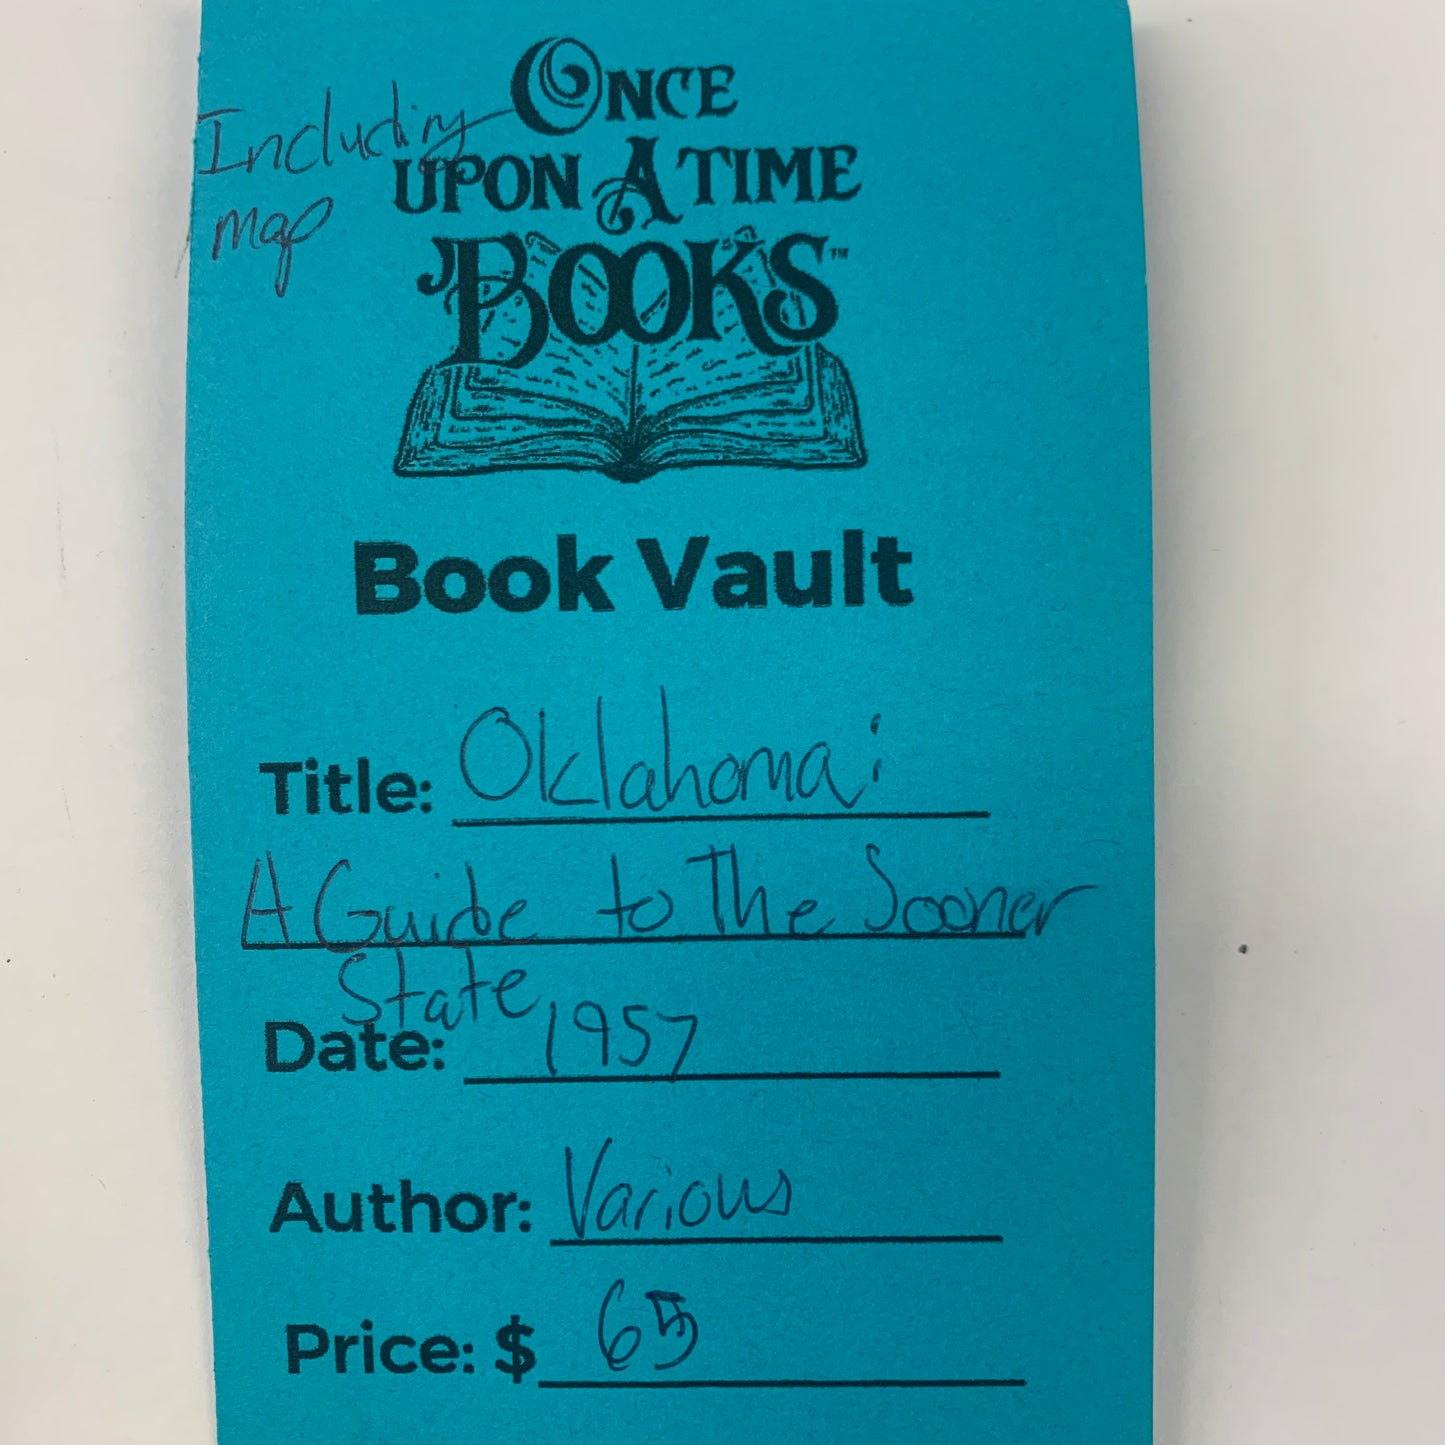 Including
map
ONCE
UPON A TIME
BOOKS™
Book Vault
Title: Oklahoma:
A Guide to The Sooner
State
Date: 1957
Author: Various
Price: $ 65